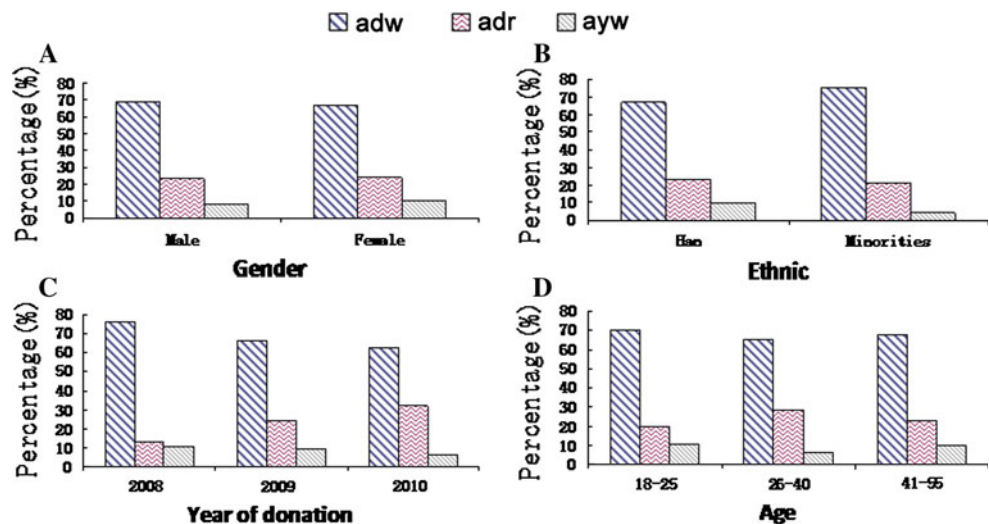 adw adr ayw
A
Percentage(%)
80
70
60
50
40
30
20
10
0
Male Female
Gender
B
Percentage(%)
80
70
60
50
40
30
20
10
0
Han Minorities
Ethnic
C
Percentage(%)
80
70
60
50
40
30
20
10
0
2008 2009 2010
Year of donation
D
Percentage(%)
80
70
60
50
40
30
20
10
0
18-25 26-40 41-55
Age